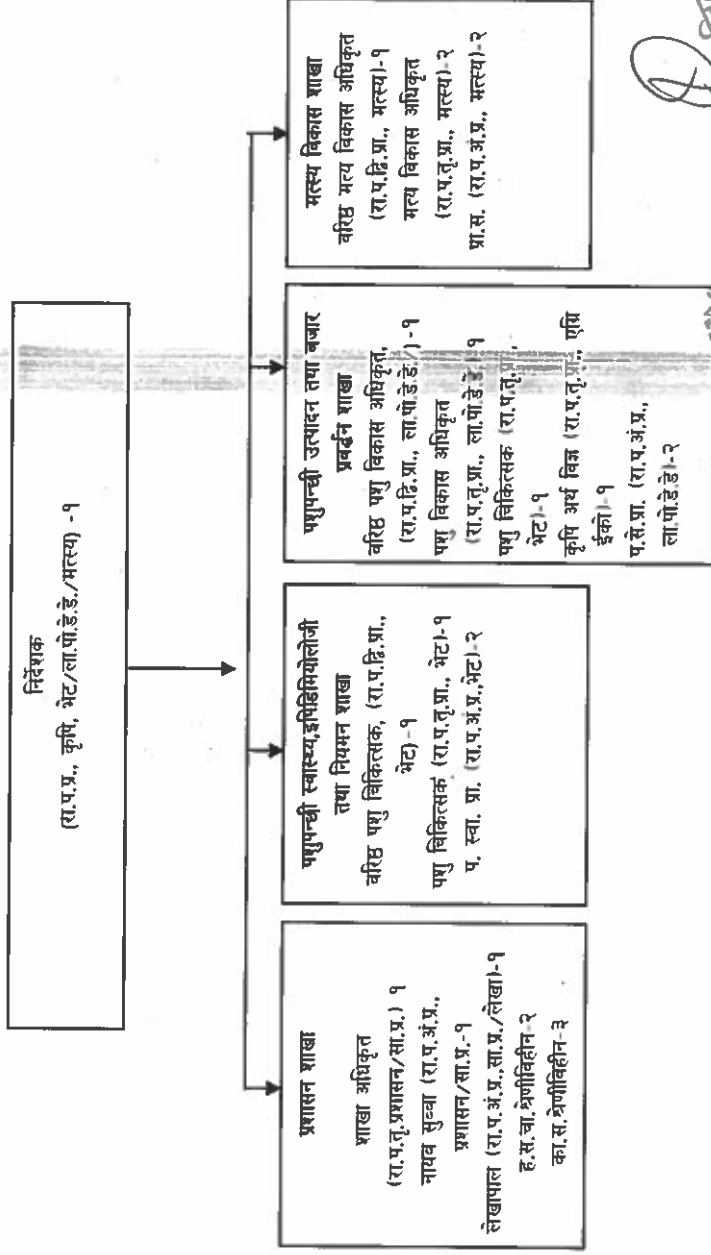 निर्देशक
(रा.प.प्र., कृषि, भेट/ला.पो.डे.डे./मत्स्य) -१
प्रशासन शाखा
शाखा अधिकृत
(रा.प.तृ.प्रशासन/सा.प्र.) १
नायव सुब्बा (रा.प.अं.प्र.,
प्रशासन/सा.प्र.-१
लेखापाल (रा.प.अं.प्र.,सा.प्र./लेखा)-१
ह.स.चा.श्रेणीविहीन-२
का.स.श्रेणीविहीन-३
पशुपन्छी स्वास्थ्य,इपिडिमियोलोजी
तथा नियमन शाखा
वरिष्ठ पशु चिकित्सक, (रा.प.द्वि.प्रा.,
भेट)-१
पशु चिकित्सक (रा.प.तृ.प्रा., भेट)-१
प. स्वा. प्रा. (रा.प.अं.प्र.,भेट)-२
पशुपन्छी उत्पादन तथा बजार
प्रबर्द्धन शाखा
वरिष्ठ पशु विकास अधिकृत,
(रा.प.द्वि.प्रा., ला.पो.डे.डे.) -१
पशु विकास अधिकृत
(रा.प.तृ.प्रा., ला.पो.डे.डे.) १
पशु चिकित्सक (रा.प.तृ.,
भेट)-१
कृषि अर्थ विज्ञ (रा.प.तृ.प्रा., एग्रि
ईको)-१
प.से.प्रा. (रा.प.अं.प्र.,
ला.पो.डे.डे)-२
मत्स्य विकास शाखा
वरिष्ठ मत्य विकास अधिकृत
(रा.प.द्वि.प्रा., मत्स्य)-१
मत्य विकास अधिकृत
(रा.प.तृ.प्रा., मत्स्य)-२
प्रा.स. (रा.प.अं.प्र., मत्स्य)-२